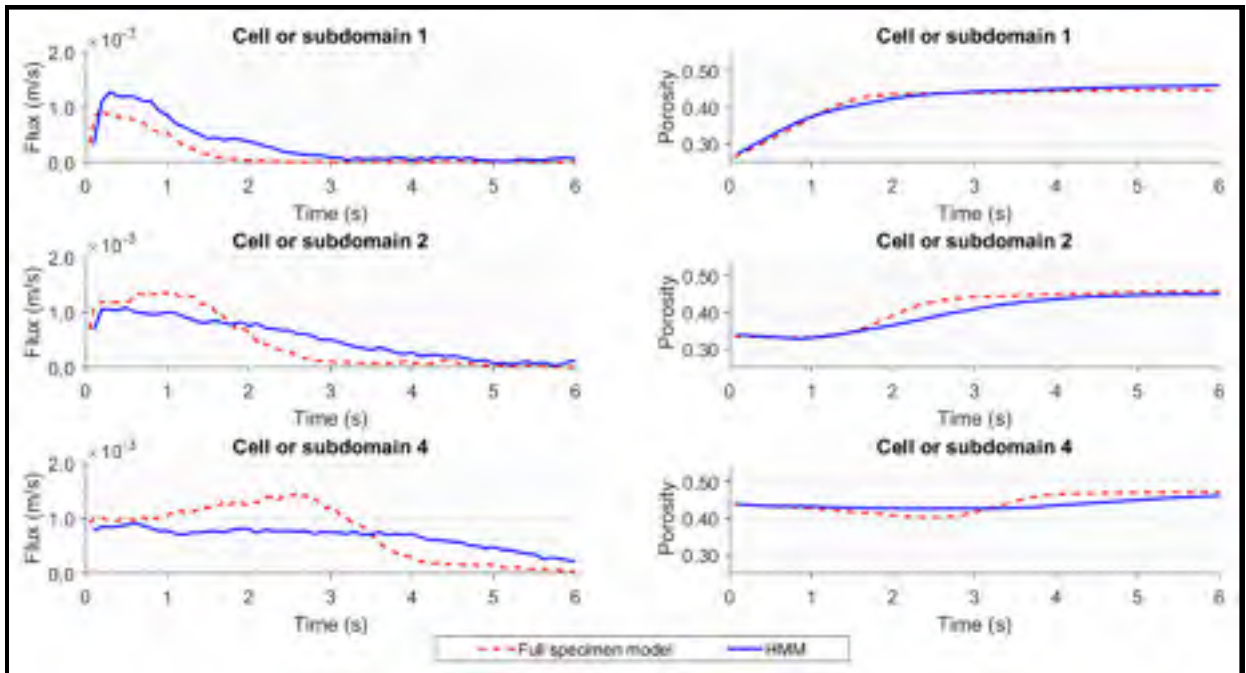 Cell or subdomain 1
×10⁻³
2.0
1.0
0.0
Flux (m/s)
0 1 2 3 4 5 6
Time (s)
Cell or subdomain 1
0.50
0.40
0.30
Porosity
0 1 2 3 4 5 6
Time (s)
Cell or subdomain 2
×10⁻³
2.0
1.0
0.0
Flux (m/s)
0 1 2 3 4 5 6
Time (s)
Cell or subdomain 2
0.50
0.40
0.30
Porosity
0 1 2 3 4 5 6
Time (s)
Cell or subdomain 4
×10⁻³
2.0
1.0
0.0
Flux (m/s)
0 1 2 3 4 5 6
Time (s)
Cell or subdomain 4
0.50
0.40
0.30
Porosity
0 1 2 3 4 5 6
Time (s)
Full specimen model
HMM